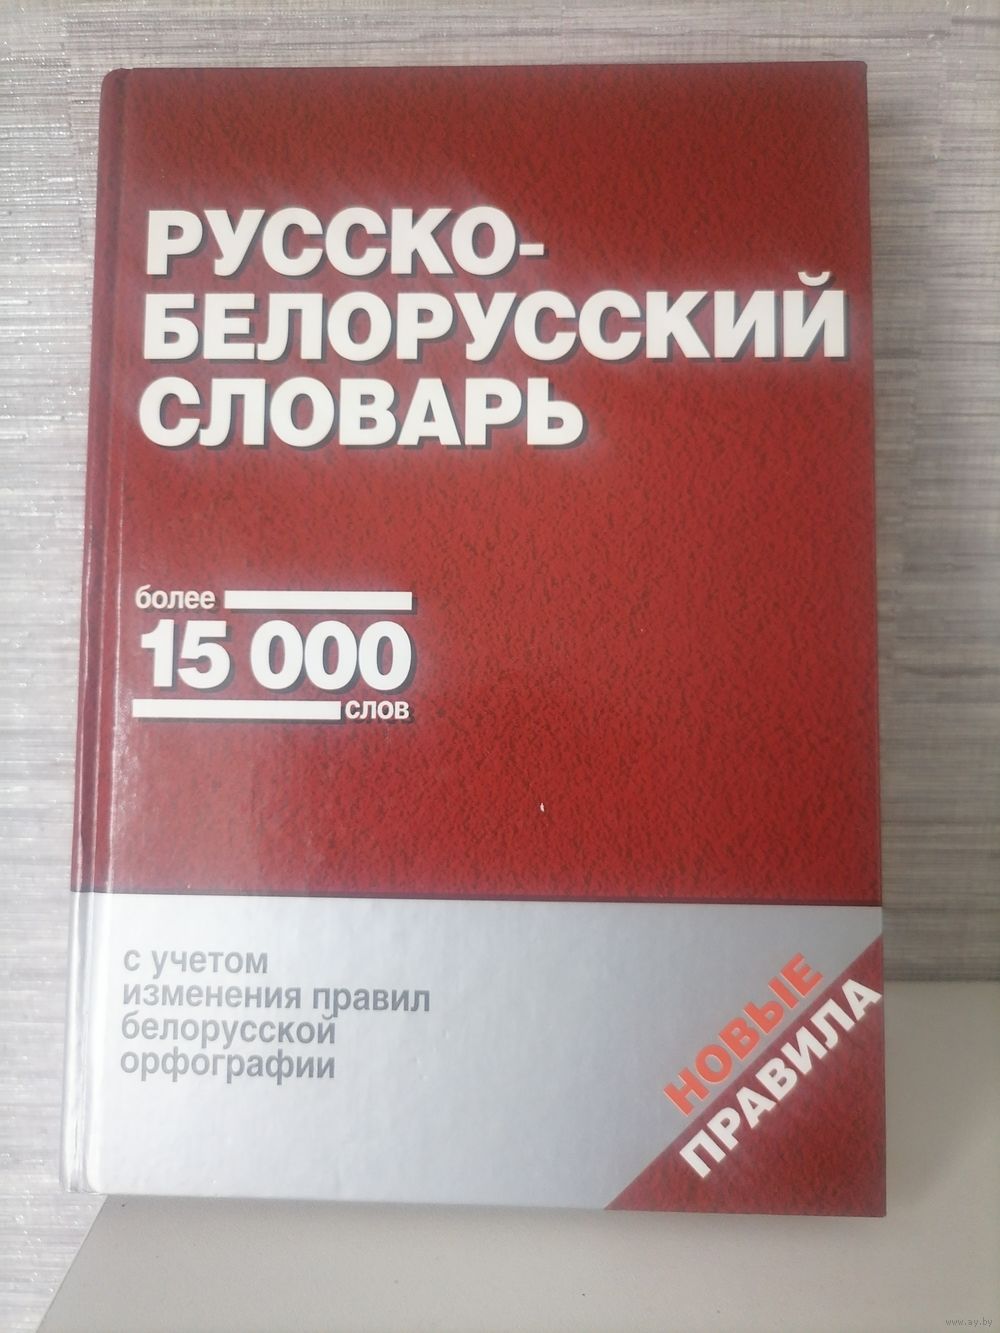 РУССКО-
БЕЛОРУССКИЙ
СЛОВАРЬ
более
15 000
слов
с учетом
изменения правил
белорусской
орфографии
НОВЫЕ
ПРАВИЛА
www.ay.by